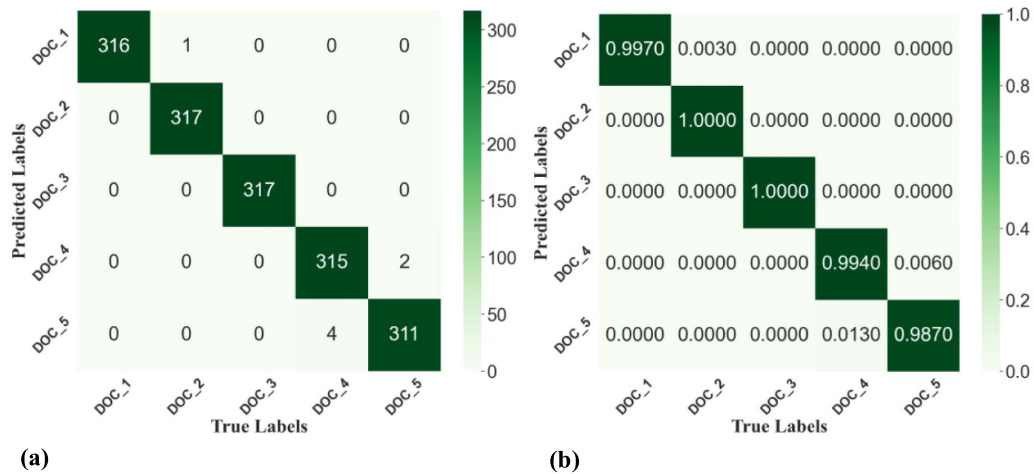 DOC_1 316 1 0 0 0
DOC_2 0 317 0 0 0
DOC_3 0 0 317 0 0
DOC_4 0 0 0 315 2
DOC_5 0 0 0 4 311
DOC_1 DOC_2 DOC_3 DOC_4 DOC_5
Predicted Labels
True Labels
300
250
200
150
100
50
0
(a)
DOC_1 0.9970 0.0030 0.0000 0.0000 0.0000
DOC_2 0.0000 1.0000 0.0000 0.0000 0.0000
DOC_3 0.0000 0.0000 1.0000 0.0000 0.0000
DOC_4 0.0000 0.0000 0.0000 0.9940 0.0060
DOC_5 0.0000 0.0000 0.0000 0.0130 0.9870
DOC_1 DOC_2 DOC_3 DOC_4 DOC_5
Predicted Labels
True Labels
1.0
0.8
0.6
0.4
0.2
0.0
(b)